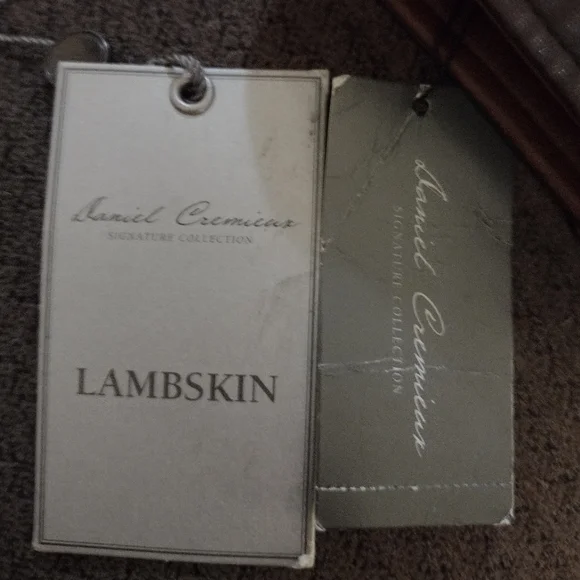 Daniel Cremieux
SIGNATURE COLLECTION
LAMBSKIN
Daniel Cremieux
SIGNATURE COLLECTION